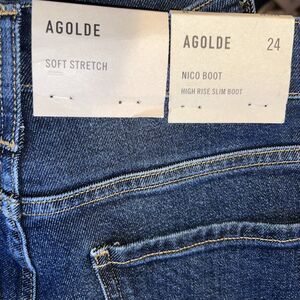 AGOLDE
SOFT STRETCH
AGOLDE 24
NICO BOOT
HIGH RISE SLIM BOOT